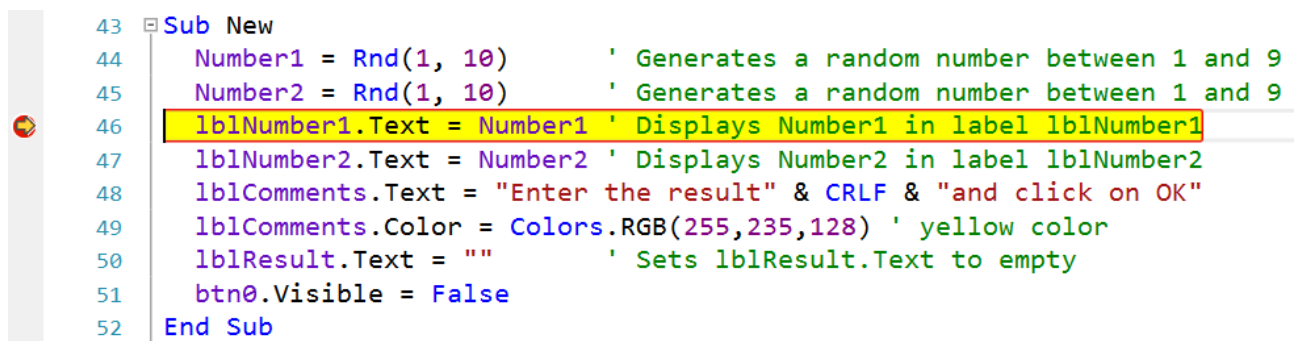 43 Sub New
44 Number1 = Rnd(1, 10) ' Generates a random number between 1 and 9
45 Number2 = Rnd(1, 10) ' Generates a random number between 1 and 9
46 lblNumber1.Text = Number1 ' Displays Number1 in label lblNumber1
47 lblNumber2.Text = Number2 ' Displays Number2 in label lblNumber2
48 lblComments.Text = "Enter the result" & CRLF & "and click on OK"
49 lblComments.Color = Colors.RGB(255,235,128) ' yellow color
50 lblResult.Text = "" ' Sets lblResult.Text to empty
51 btn0.Visible = False
52 End Sub